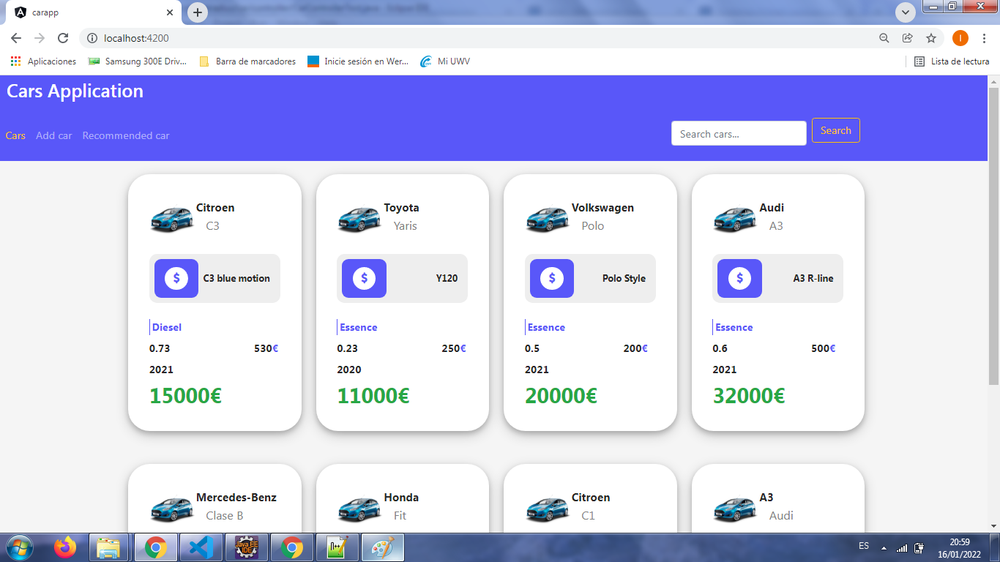 carapp
localhost:4200
I
Aplicaciones
Samsung 300E Driv...
Barra de marcadores
Inicie sesión en Wer...
Mi UWV
Lista de lectura
Cars Application
Cars
Add car
Recommended car
Search cars...
Search
Citroen
C3
$
C3 blue motion
Diesel
0.73
530€
2021
15000€
Toyota
Yaris
$
Y120
Essence
0.23
250€
2020
11000€
Volkswagen
Polo
$
Polo Style
Essence
0.5
200€
2021
20000€
Audi
A3
$
A3 R-line
Essence
0.6
500€
2021
32000€
Mercedes-Benz
Clase B
Honda
Fit
Citroen
C1
A3
Audi
Java EE
IDE
ES
20:59
16/01/2022